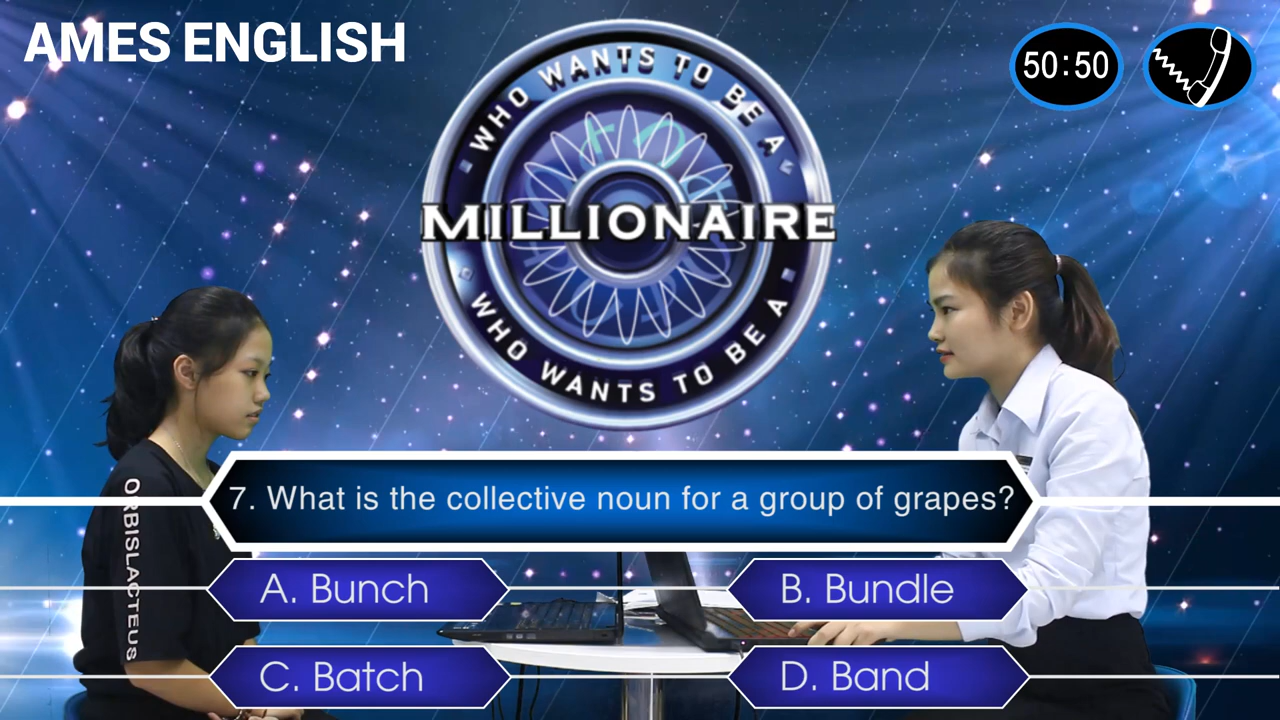 AMES ENGLISH
50:50
WHO WANTS TO BE A
MILLIONAIRE
WHO WANTS TO BE A
ORBISLACTEUS
7. What is the collective noun for a group of grapes?
A. Bunch
B. Bundle
C. Batch
D. Band